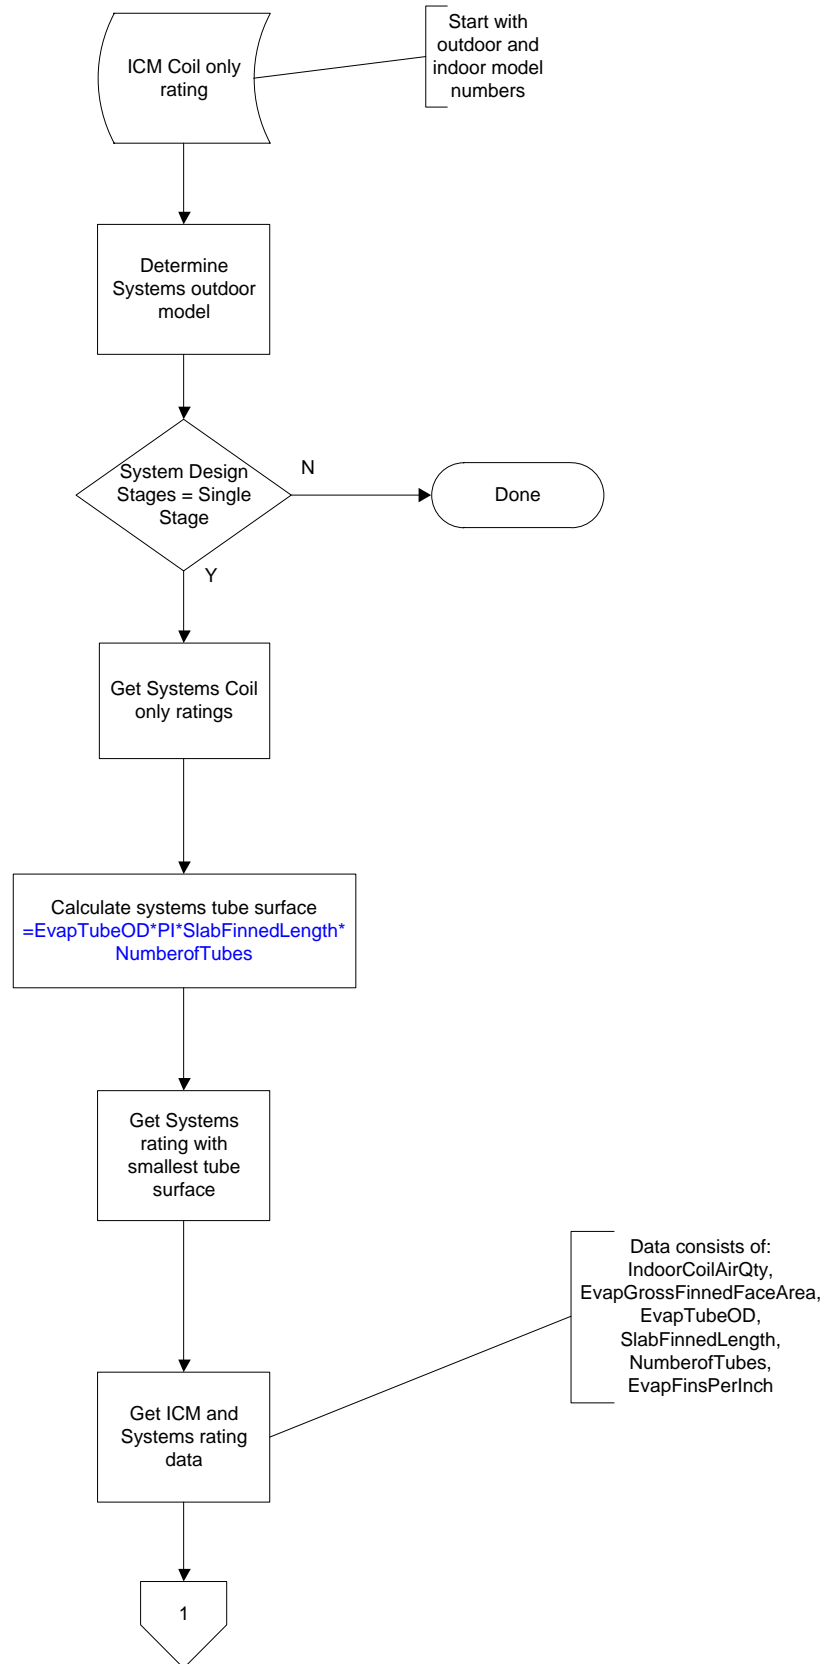 ICM Coil only
rating
Start with
outdoor and
indoor model
numbers
Determine
Systems outdoor
model
System Design
Stages = Single
Stage
N
Done
Y
Get Systems Coil
only ratings
Calculate systems tube surface
=EvapTubeOD*PI*SlabFinnedLength*
NumberofTubes
Get Systems
rating with
smallest tube
surface
Data consists of:
IndoorCoilAirQty,
EvapGrossFinnedFaceArea,
EvapTubeOD,
SlabFinnedLength,
NumberofTubes,
EvapFinsPerInch
Get ICM and
Systems rating
data
1